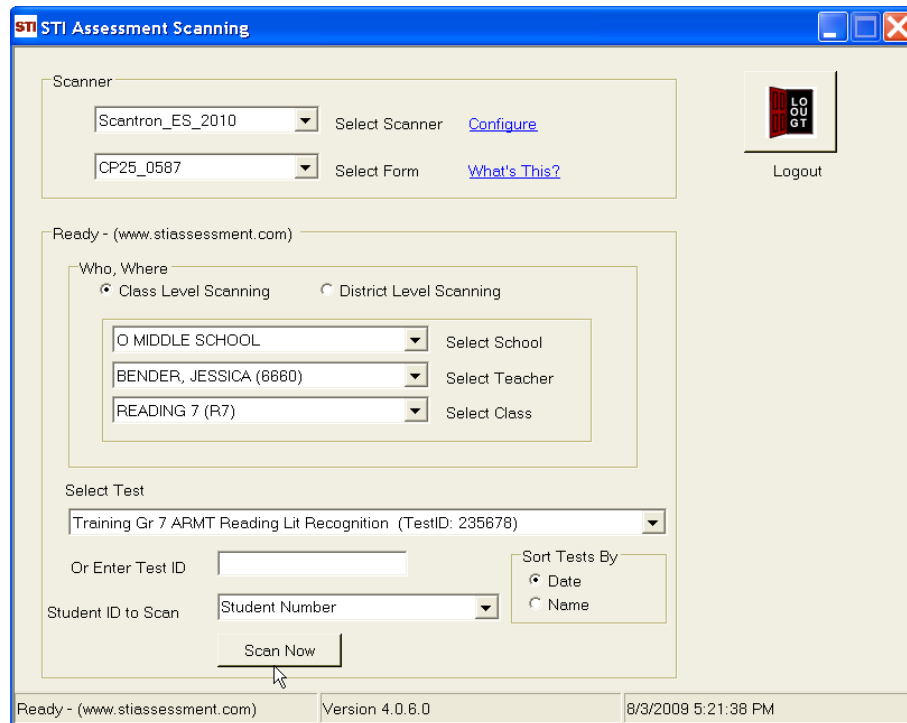 STI STI Assessment Scanning
Scanner
Scantron_ES_2010 Select Scanner Configure
CP25_0587 Select Form What's This?
LO
OU
GT
Logout
Ready - (www.stiassessment.com)
Who, Where
Class Level Scanning District Level Scanning
O MIDDLE SCHOOL Select School
BENDER, JESSICA (6660) Select Teacher
READING 7 (R7) Select Class
Select Test
Training Gr 7 ARMT Reading Lit Recognition (TestID: 235678)
Or Enter Test ID
Sort Tests By
Date
Name
Student ID to Scan Student Number
Scan Now
Ready - (www.stiassessment.com) Version 4.0.6.0 8/3/2009 5:21:38 PM